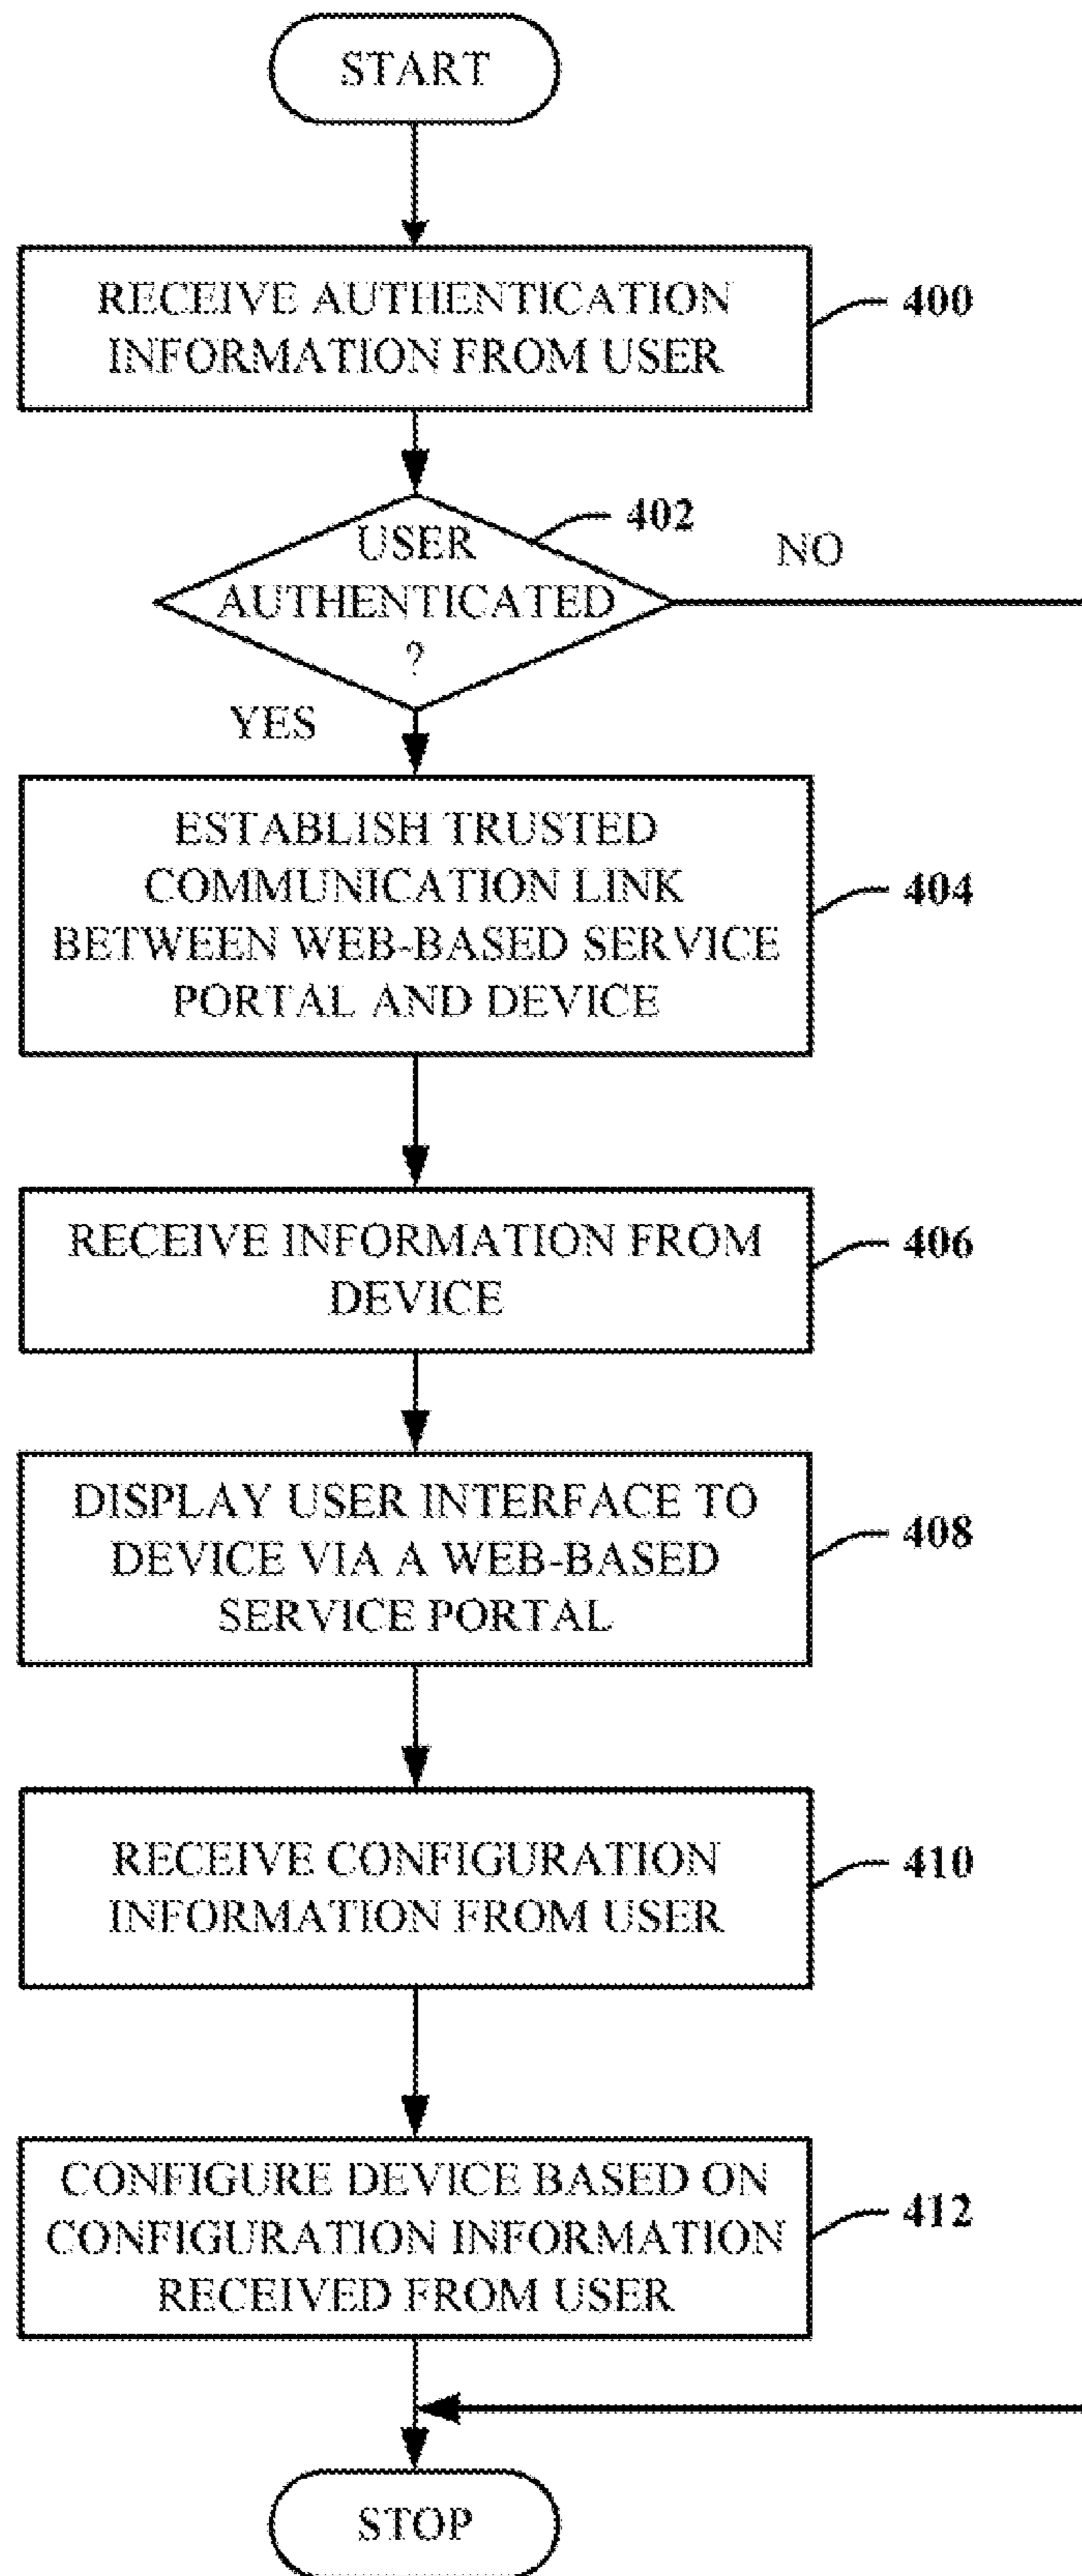 START
RECEIVE AUTHENTICATION
INFORMATION FROM USER
400
402
USER
AUTHENTICATED
?
NO
YES
ESTABLISH TRUSTED
COMMUNICATION LINK
BETWEEN WEB-BASED SERVICE
PORTAL AND DEVICE
404
RECEIVE INFORMATION FROM
DEVICE
406
DISPLAY USER INTERFACE TO
DEVICE VIA A WEB-BASED
SERVICE PORTAL
408
RECEIVE CONFIGURATION
INFORMATION FROM USER
410
CONFIGURE DEVICE BASED ON
CONFIGURATION INFORMATION
RECEIVED FROM USER
412
STOP